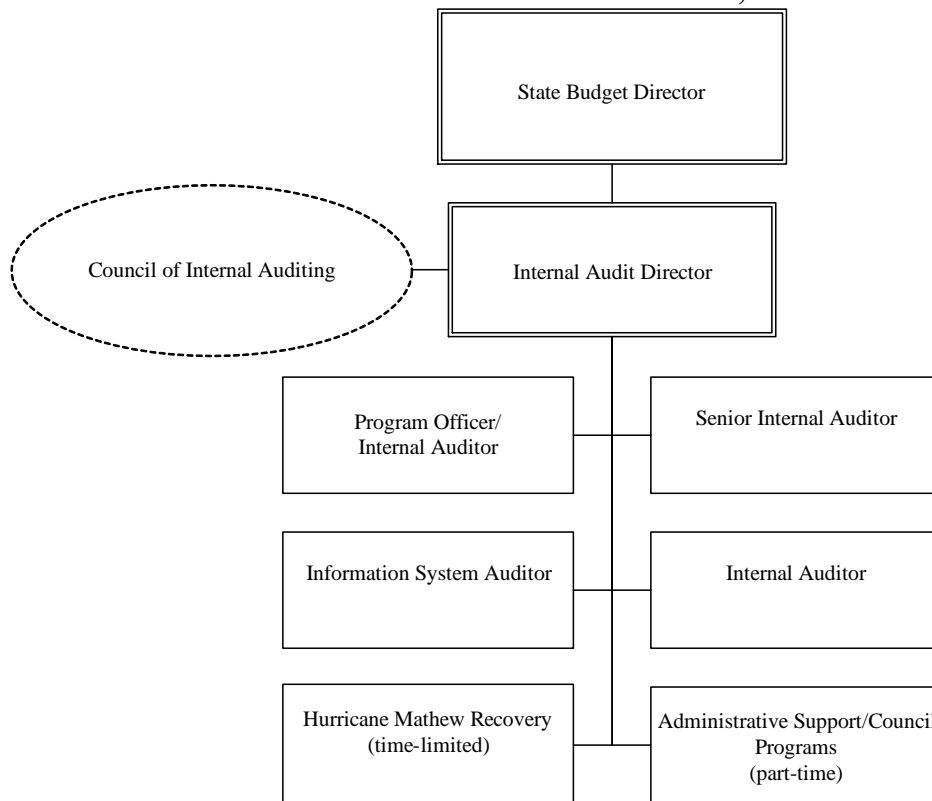 State Budget Director
Council of Internal Auditing
Internal Audit Director
Program Officer/
Internal Auditor
Senior Internal Auditor
Information System Auditor
Internal Auditor
Hurricane Mathew Recovery
(time-limited)
Administrative Support/Council
Programs
(part-time)